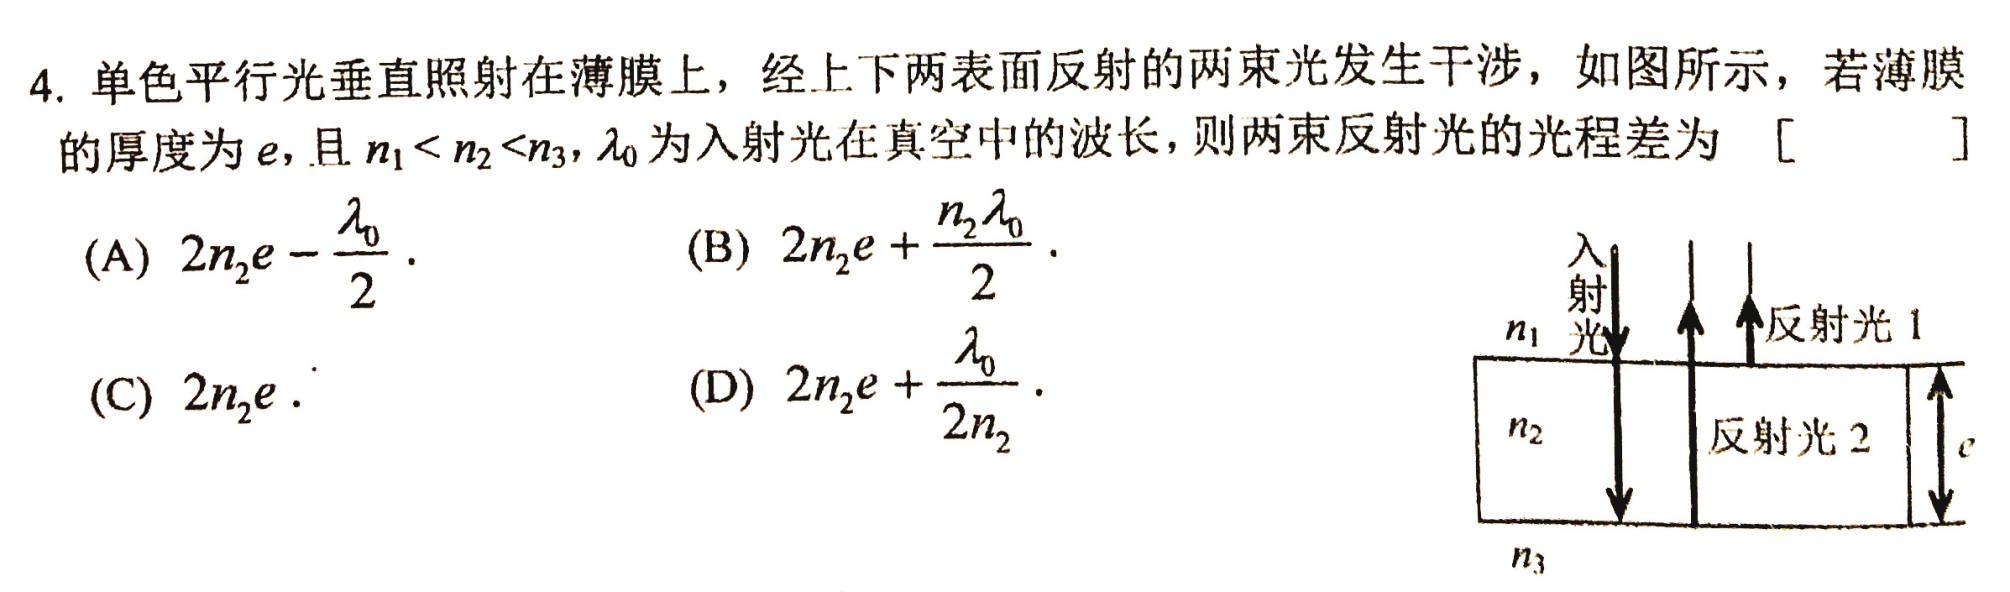 4. 单色平行光垂直照射在薄膜上，经上下两表面反射的两束光发生干涉，如图所示，若薄膜
的厚度为 e, 且 n₁ < n₂ < n₃, λ₀ 为入射光在真空中的波长, 则两束反射光的光程差为 [ ]
(A) 2n₂e − λ₀/2 .
(B) 2n₂e + n₂λ₀/2 .
(C) 2n₂e .
(D) 2n₂e + λ₀/2n₂ .
入射光
n₁
反射光 1
n₂
反射光 2
e
n₃